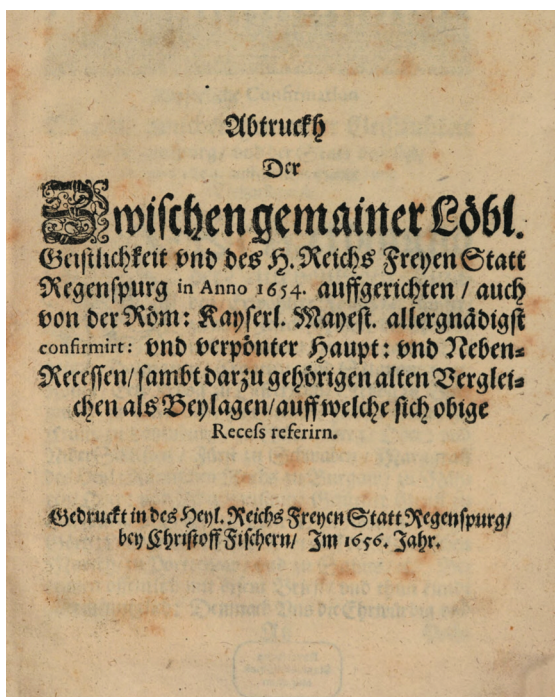 Abtruckh
Der
Zwischen gemainer Löbl.
Geistlichkeit vnd des H. Reichs Freyen Statt
Regenspurg in Anno 1654. auffgerichten / auch
von der Röm: Kayserl. Mayest. allergnädigst
confirmirt: vnd verpönter Haupt: vnd Neben-
Recessen / sambt darzu gehörigen alten Verglei-
chen als Beylagen / auff welche sich obige
Recess referirn.
Gedruckt in des Heyl. Reichs Freyen Statt Regenspurg /
bey Christoff Fischern / Im 1656. Jahr.